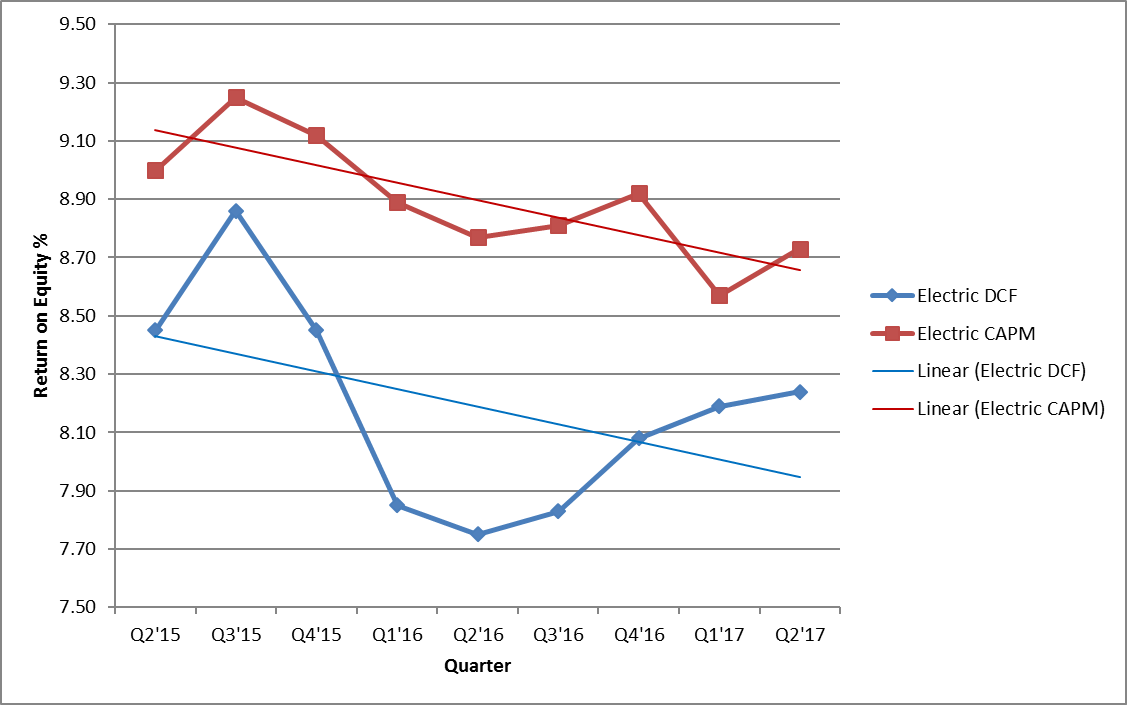 9.50
9.30
9.10
8.90
8.70
8.50
8.30
8.10
7.90
7.70
7.50
Return on Equity %
Q2'15 Q3'15 Q4'15 Q1'16 Q2'16 Q3'16 Q4'16 Q1'17 Q2'17
Quarter
Electric DCF
Electric CAPM
Linear (Electric DCF)
Linear (Electric CAPM)